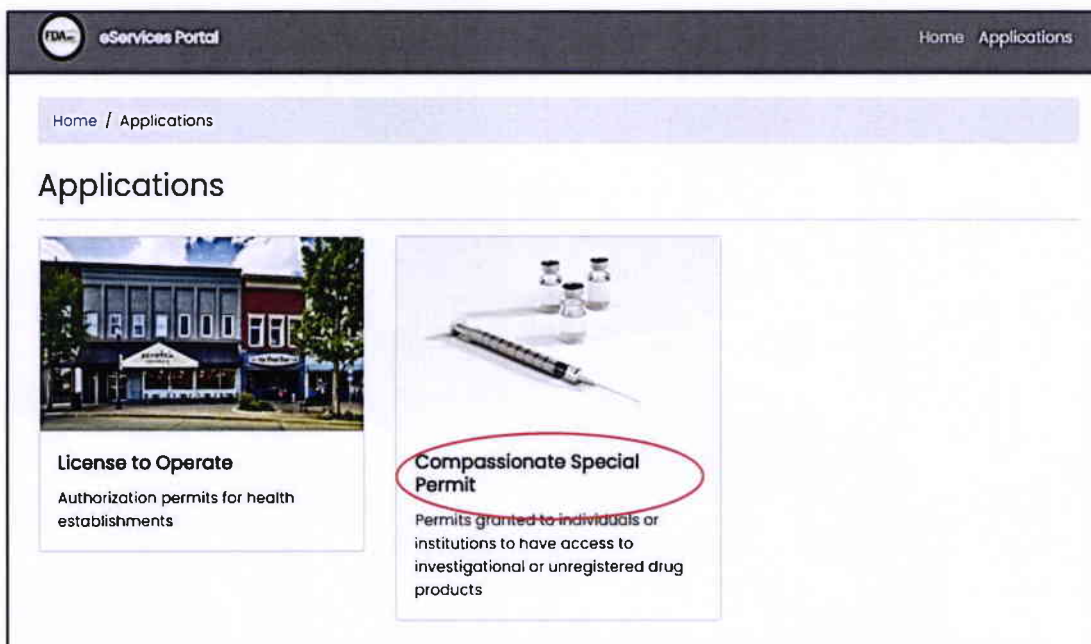 FDA
eServices Portal
Home Applications
Home / Applications
Applications
License to Operate
Authorization permits for health
establishments
Compassionate Special
Permit
Permits granted to individuals or
institutions to have access to
investigational or unregistered drug
products